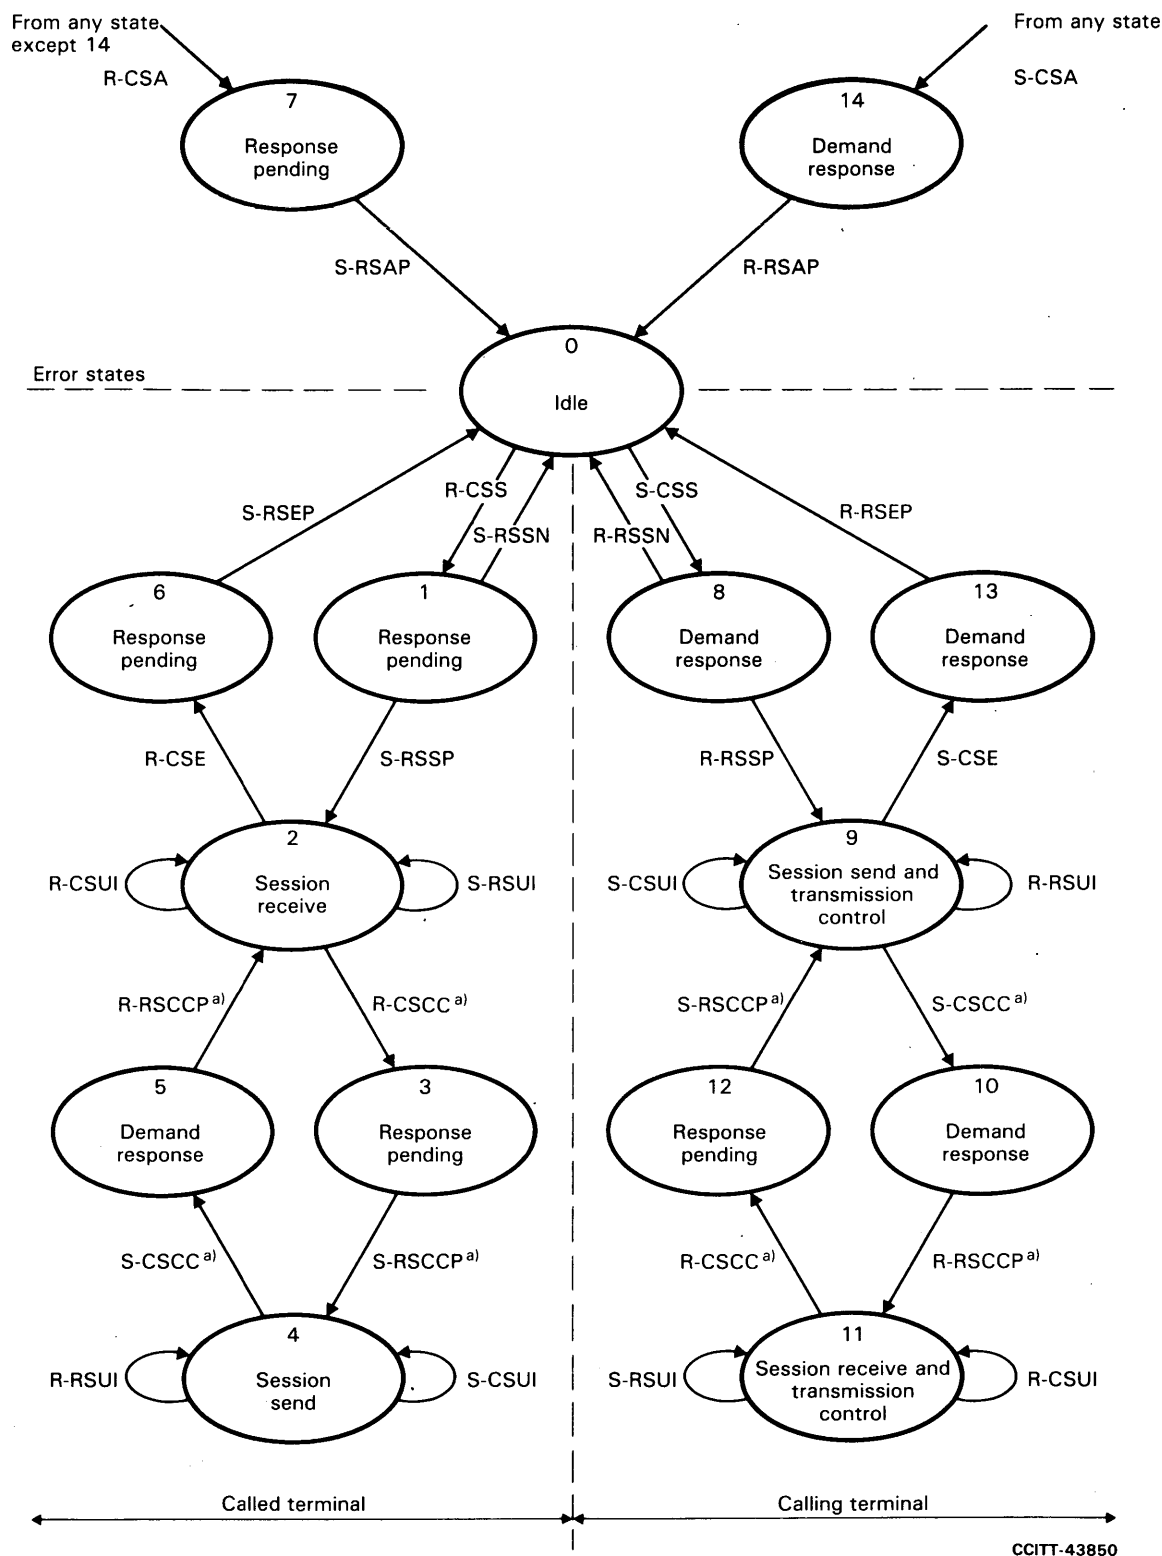 From any state
except 14
R-CSA
From any state
S-CSA
7
Response
pending
14
Demand
response
S-RSAP
R-RSAP
0
Idle
Error states
R-CSS
S-CSS
S-RSEP
S-RSSN
R-RSSN
R-RSEP
6
Response
pending
1
Response
pending
8
Demand
response
13
Demand
response
R-CSE
S-RSSP
R-RSSP
S-CSE
2
Session
receive
R-CSUI
S-RSUI
9
Session send and
transmission
control
S-CSUI
R-RSUI
R-RSCCP a)
R-CSCC a)
S-RSCCP a)
S-CSCC a)
5
Demand
response
3
Response
pending
12
Response
pending
10
Demand
response
S-CSCC a)
S-RSCCP a)
R-CSCC a)
R-RSCCP a)
4
Session
send
R-RSUI
S-CSUI
11
Session receive and
transmission
control
S-RSUI
R-CSUI
Called terminal
Calling terminal
CCITT-43850